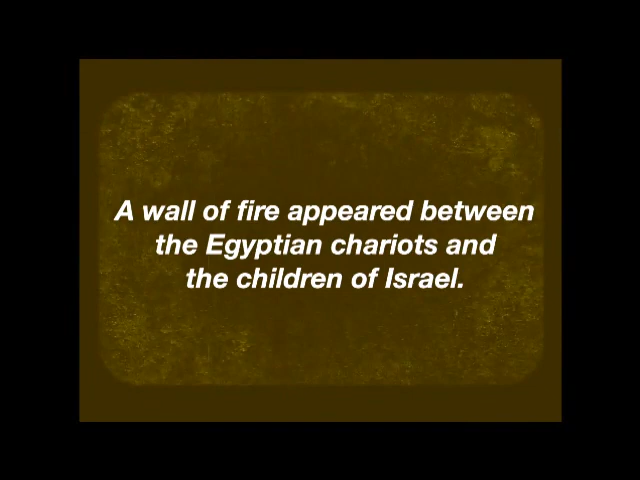 A wall of fire appeared between
the Egyptian chariots and
the children of Israel.